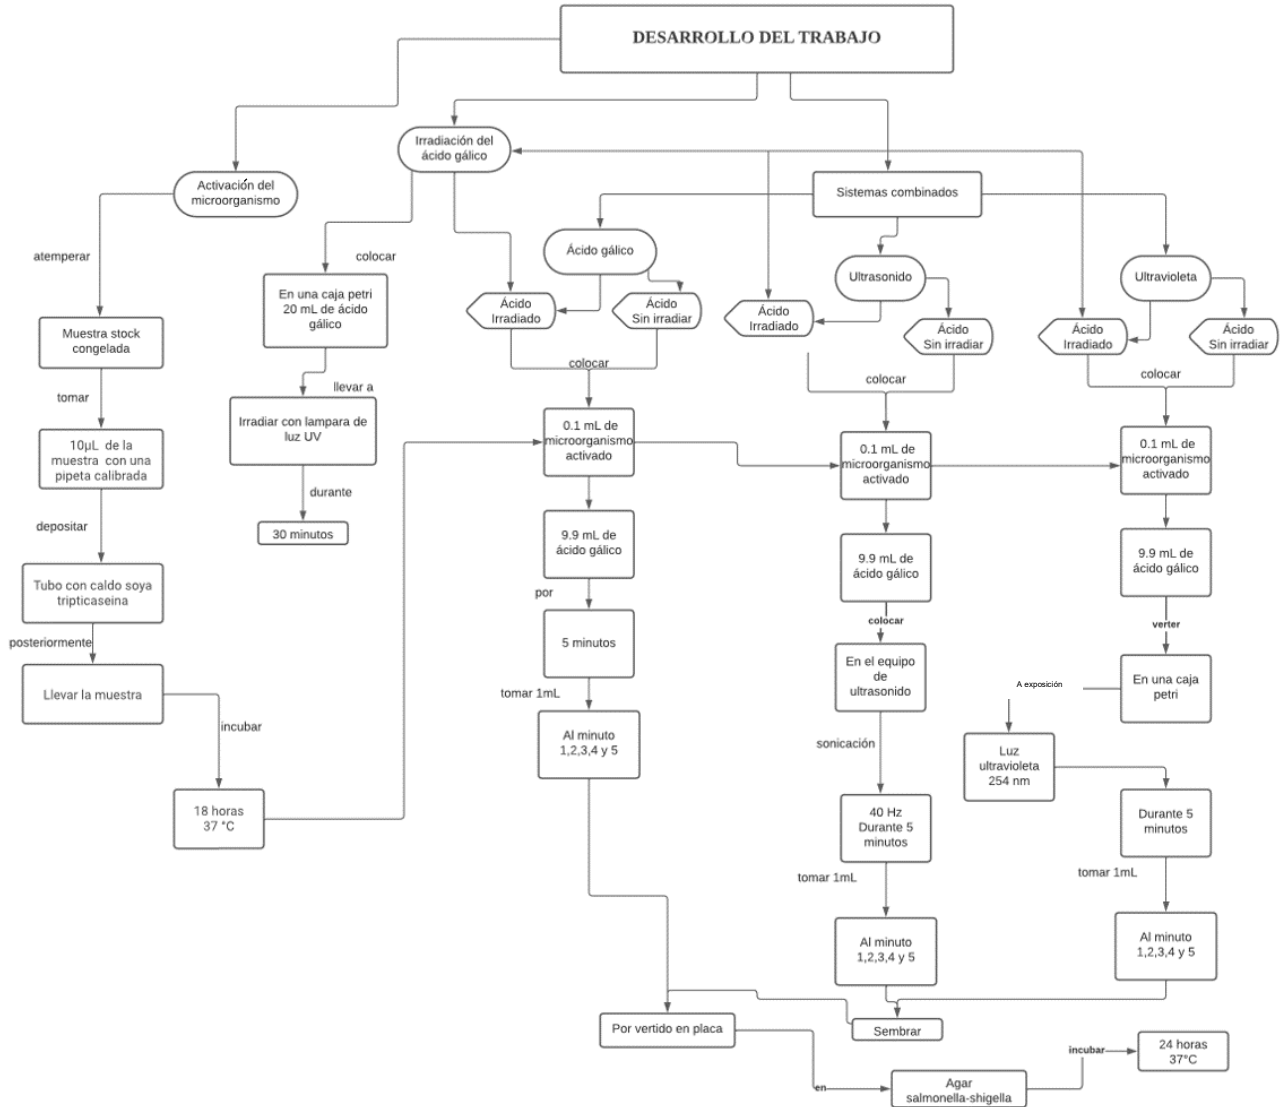 DESARROLLO DEL TRABAJO
Irradiación del
ácido gálico
Activación del
microorganismo
Sistemas combinados
atemperar
colocar
Ácido gálico
Ultrasonido
Ultravioleta
Muestra stock
congelada
En una caja petri
20 mL de ácido
gálico
Ácido
Irradiado
Ácido
Sin irradiar
Ácido
Irradiado
Ácido
Sin irradiar
Ácido
Irradiado
Ácido
Sin irradiar
tomar
llevar a
colocar
colocar
colocar
10µL de la
muestra con una
pipeta calibrada
Irradiar con lampara de
luz UV
0.1 mL de
microorganismo
activado
0.1 mL de
microorganismo
activado
0.1 mL de
microorganismo
activado
depositar
durante
30 minutos
9.9 mL de
ácido gálico
9.9 mL de
ácido gálico
9.9 mL de
ácido gálico
Tubo con caldo soya
tripticaseina
por
colocar
verter
posteriormente
5 minutos
En el equipo
de
ultrasonido
En una caja
petri
Llevar la muestra
tomar 1mL
A exposición
incubar
Al minuto
1,2,3,4 y 5
sonicación
Luz
ultravioleta
254 nm
18 horas
37 °C
40 Hz
Durante 5
minutos
Durante 5
minutos
tomar 1mL
tomar 1mL
Al minuto
1,2,3,4 y 5
Al minuto
1,2,3,4 y 5
Por vertido en placa
Sembrar
incubar
24 horas
37°C
en
Agar
salmonella-shigella